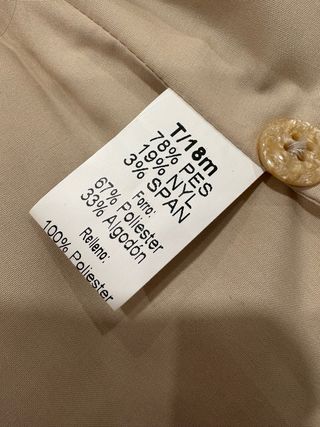 T/18m
78% PES
19% NYL
3% SPAN
Forro:
67% Poliester
33% Algodón
Relleno:
100% Poliester